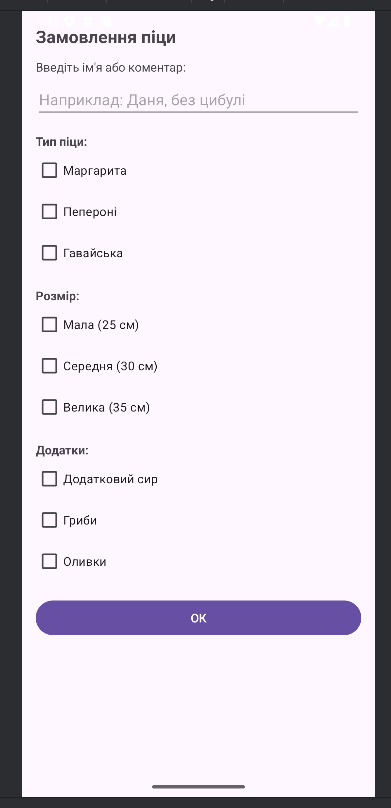 Замовлення піци
Введіть ім'я або коментар:
Наприклад: Даня, без цибулі
Тип піци:
Маргарита
Пепероні
Гавайська
Розмір:
Мала (25 см)
Середня (30 см)
Велика (35 см)
Додатки:
Додатковий сир
Гриби
Оливки
ОК